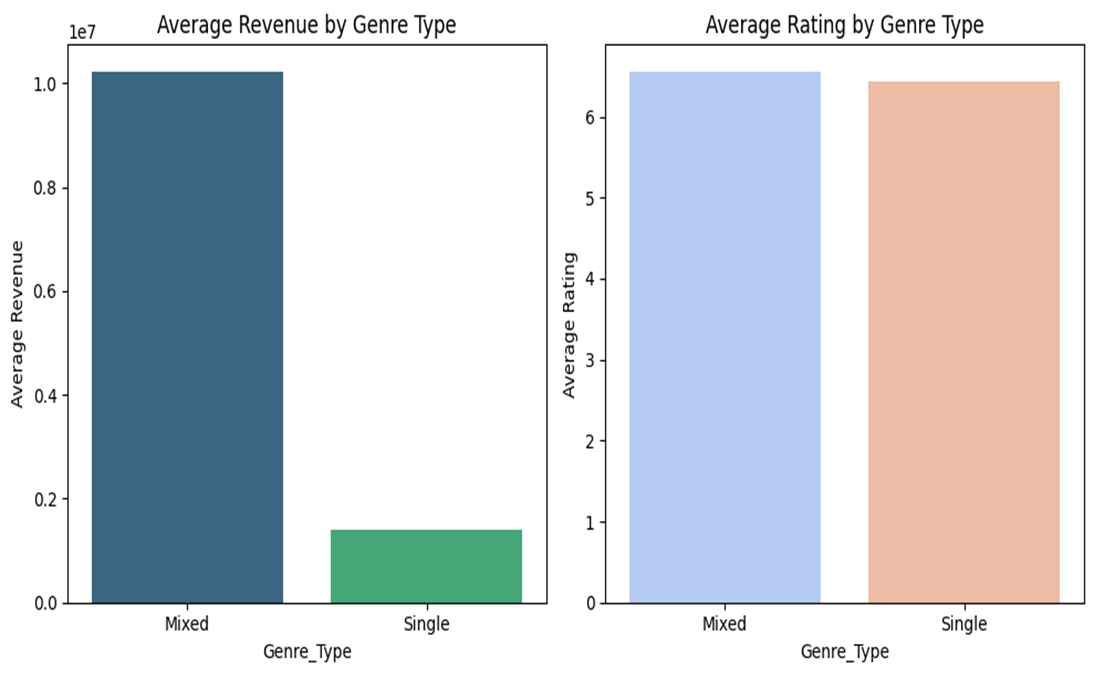 Average Revenue by Genre Type
1e7
1.0
0.8
0.6
0.4
0.2
0.0
Average Revenue
Mixed
Single
Genre_Type
Average Rating by Genre Type
6
5
4
3
2
1
0
Average Rating
Mixed
Single
Genre_Type